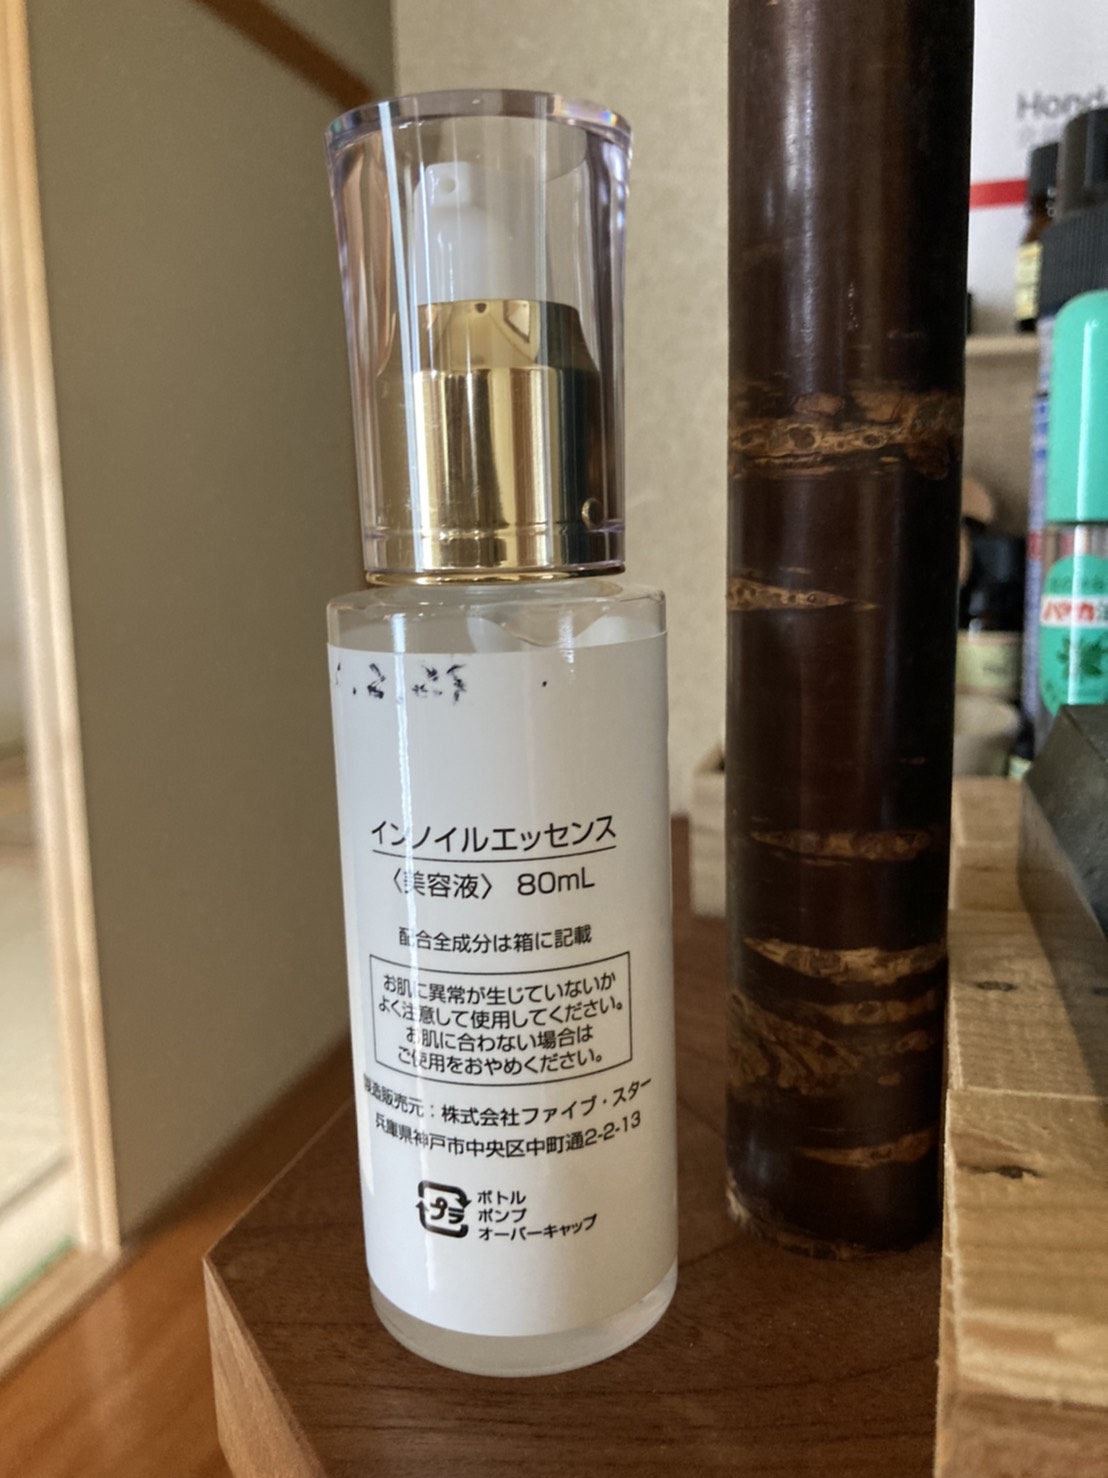 インノイルエッセンス
〈美容液〉 80mL
配合全成分は箱に記載
お肌に異常が生じていないか
よく注意して使用してください。
お肌に合わない場合は
ご使用をおやめください。
製造販売元：株式会社ファイブ・スター
兵庫県神戸市中央区中町通2-2-13
プラ
ボトル
ポンプ
オーバーキャップ